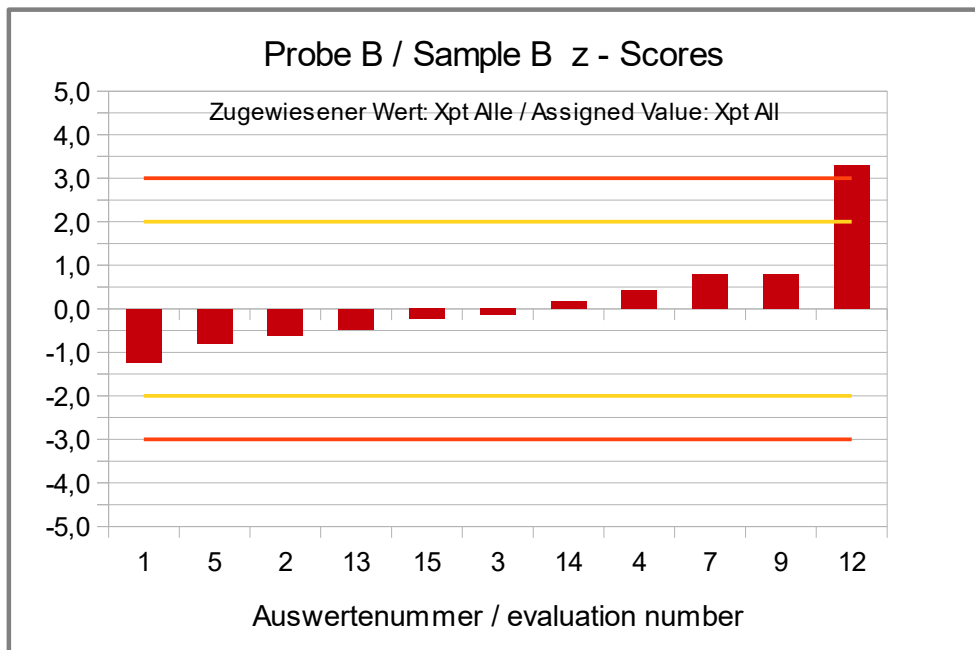 Probe B / Sample B z - Scores
Zugewiesener Wert: Xpt Alle / Assigned Value: Xpt All
5,0
4,0
3,0
2,0
1,0
0,0
-1,0
-2,0
-3,0
-4,0
-5,0
1 5 2 13 15 3 14 4 7 9 12
Auswertenummer / evaluation number